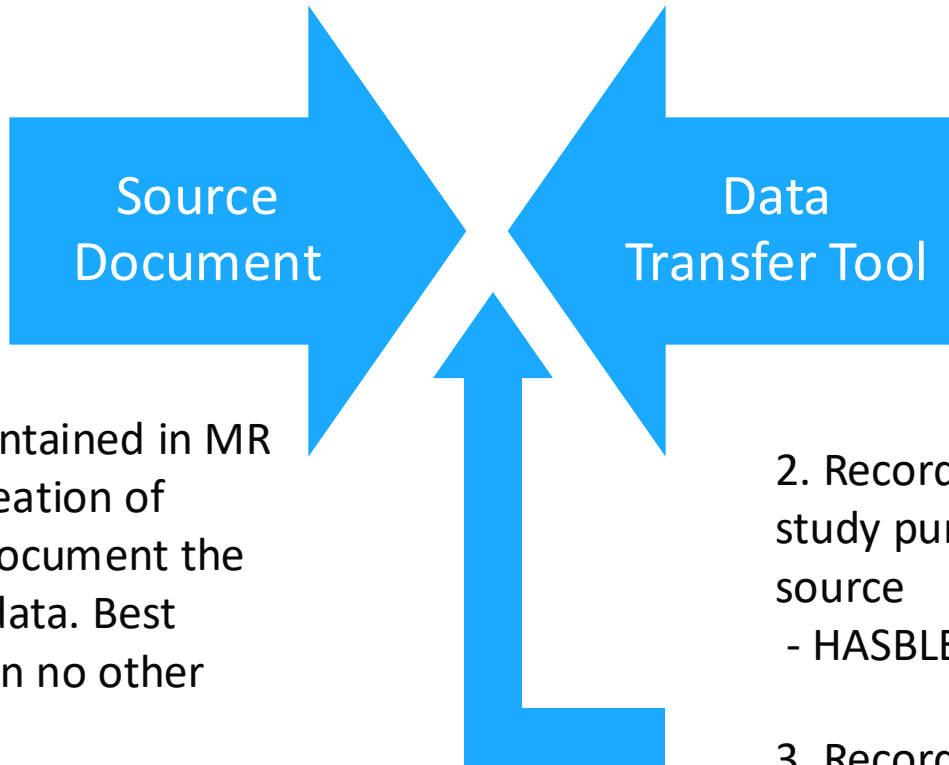 Source
Document
Data
Transfer Tool
ntained in MR
eation of
ocument the
data. Best
n no other
2. Record
study pur
source
- HASBLE
3. Record